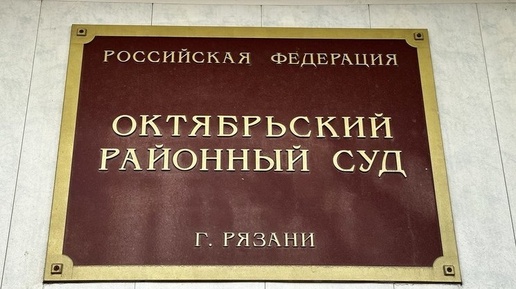 РОССИЙСКАЯ ФЕДЕРАЦИЯ
ОКТЯБРЬСКИЙ
РАЙОННЫЙ СУД
Г. РЯЗАНИ